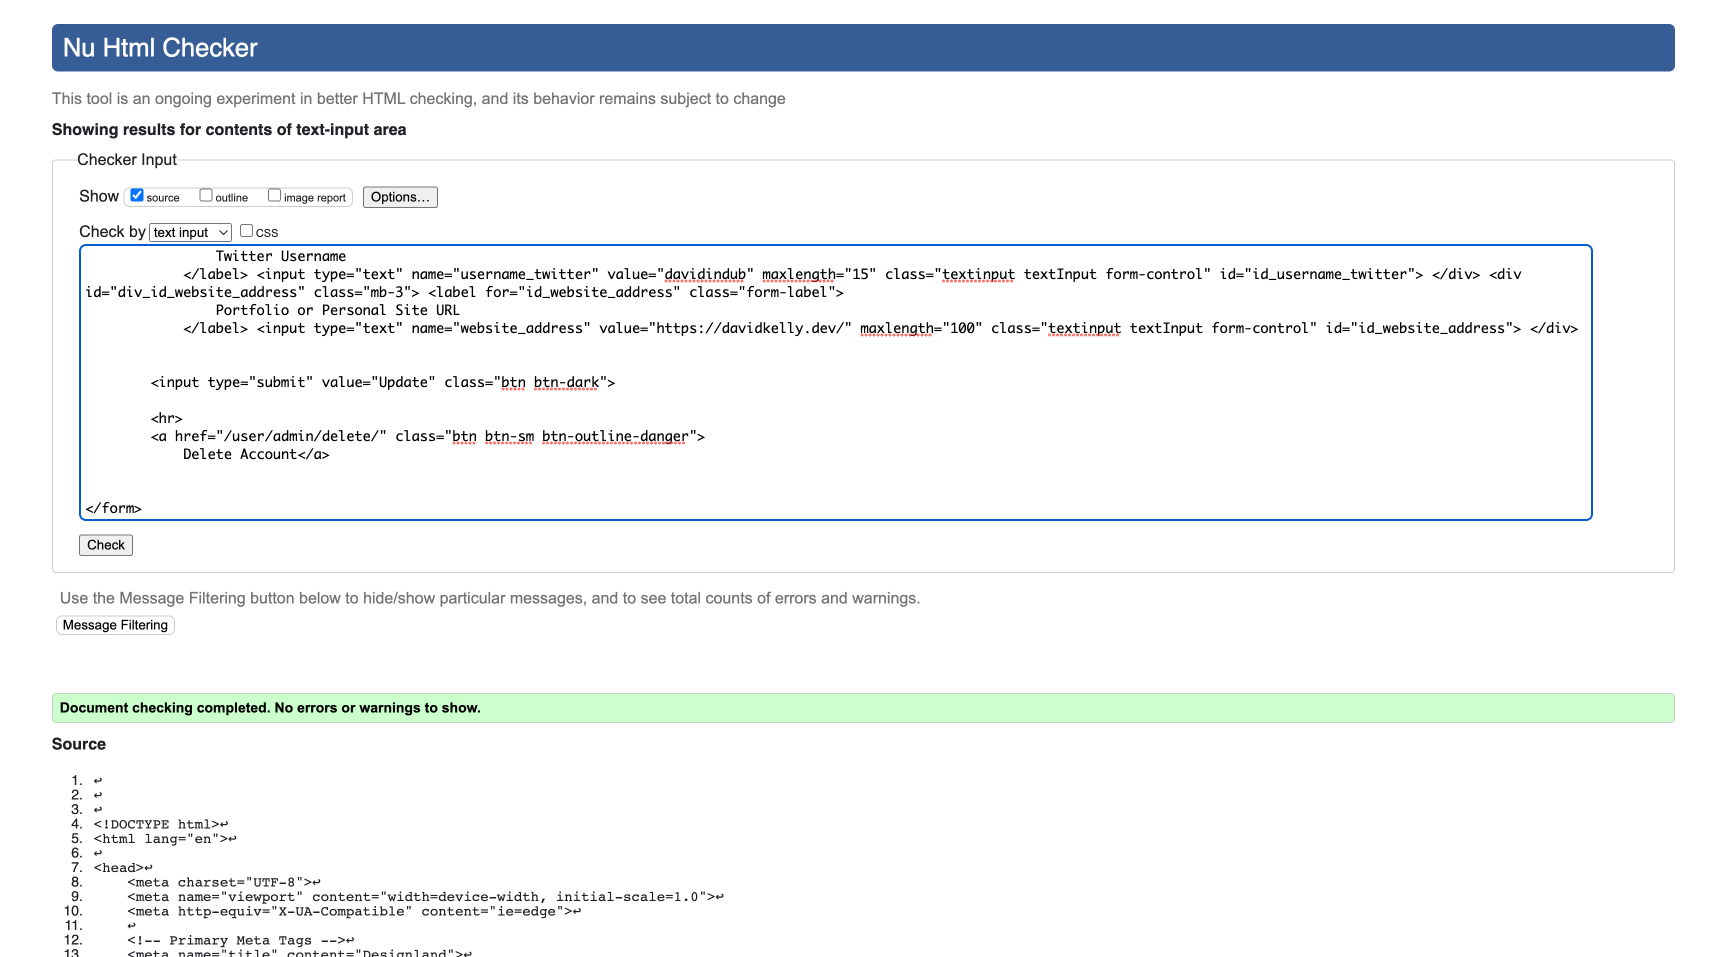 Nu Html Checker
This tool is an ongoing experiment in better HTML checking, and its behavior remains subject to change
Showing results for contents of text-input area
Checker Input
Show source outline image report Options...
Check by text input css
Twitter Username
</label> <input type="text" name="username_twitter" value="davidindub" maxlength="15" class="textinput textInput form-control" id="id_username_twitter"> </div> <div
id="div_id_website_address" class="mb-3"> <label for="id_website_address" class="form-label">
Portfolio or Personal Site URL
</label> <input type="text" name="website_address" value="https://davidkelly.dev/" maxlength="100" class="textinput textInput form-control" id="id_website_address"> </div>
<input type="submit" value="Update" class="btn btn-dark">
<hr>
<a href="/user/admin/delete/" class="btn btn-sm btn-outline-danger">
Delete Account</a>
</form>
Check
Use the Message Filtering button below to hide/show particular messages, and to see total counts of errors and warnings.
Message Filtering
Document checking completed. No errors or warnings to show.
Source
1. ↩
2. ↩
3. ↩
4. <!DOCTYPE html>↩
5. <html lang="en">↩
6. ↩
7. <head>↩
8. <meta charset="UTF-8">↩
9. <meta name="viewport" content="width=device-width, initial-scale=1.0">↩
10. <meta http-equiv="X-UA-Compatible" content="ie=edge">↩
11. ↩
12. <!-- Primary Meta Tags -->↩
13. <meta name="title" content="Designland">↩